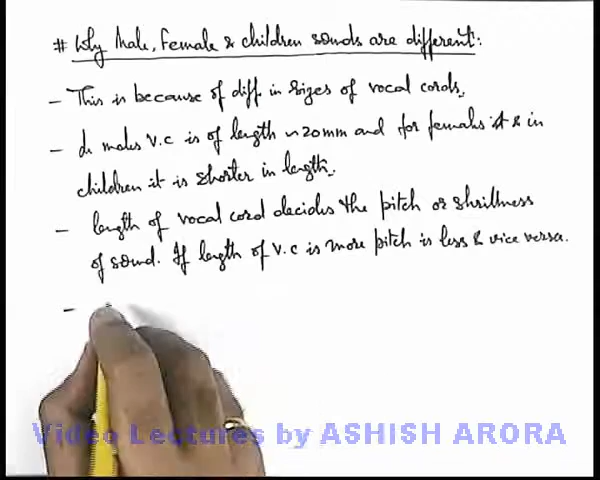 # Why Male, Female & children sonds are different:
- This is because of diff. in sizes of vocal cords.
- In males V.C is of length ~20mm and for females it & in
children it is shorter in length.
- length of vocal cord decides the pitch or shrillness
of sound. If length of V.C is more pitch is less & vice versa.
-
Video Lectures by ASHISH ARORA